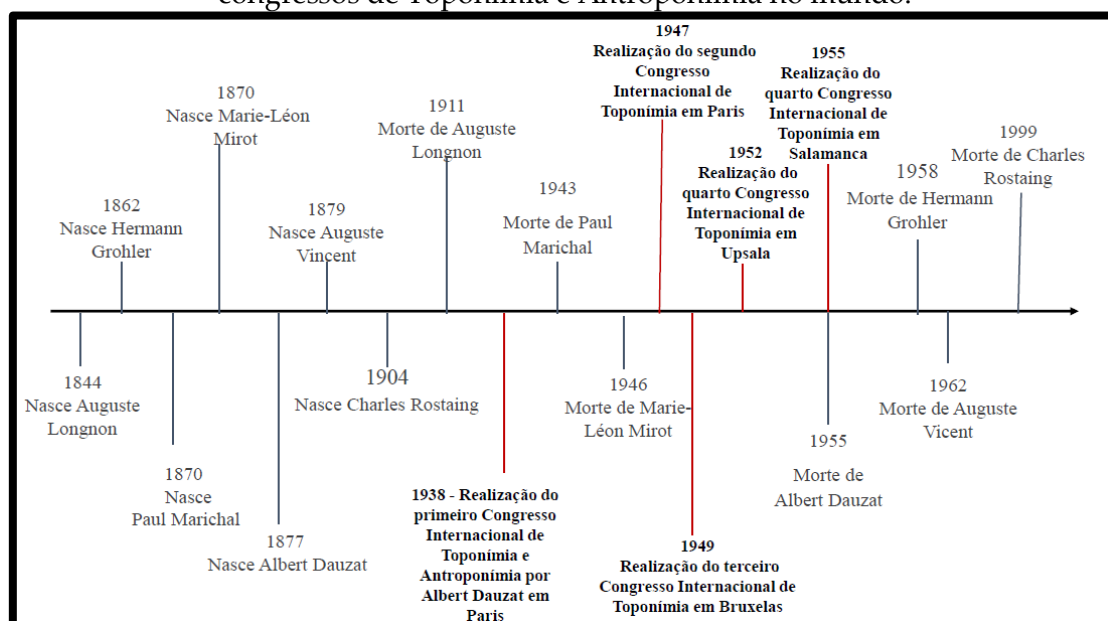 congressos de Toponímia e Antroponímia no mundo.
1947
Realização do segundo
Congresso
Internacional de
Toponímia em Paris
1955
Realização do
quarto Congresso
Internacional de
Toponímia em
Salamanca
1870
Nasce Marie-Léon
Mirot
1911
Morte de Auguste
Longnon
1999
Morte de Charles
Rostaing
1952
Realização do
quarto Congresso
Internacional de
Toponímia em
Upsala
1958
Morte de Hermann
Grohler
1943
Morte de Paul
Marichal
1862
Nasce Hermann
Grohler
1879
Nasce Auguste
Vincent
1844
Nasce Auguste
Longnon
1904
Nasce Charles Rostaing
1946
Morte de Marie-
Léon Mirot
1962
Morte de Auguste
Vicent
1870
Nasce
Paul Marichal
1955
Morte de
Albert Dauzat
1938 - Realização do
primeiro Congresso
Internacional de
Toponímia e
Antroponímia por
Albert Dauzat em
Paris
1877
Nasce Albert Dauzat
1949
Realização do terceiro
Congresso Internacional de
Toponímia em Bruxelas